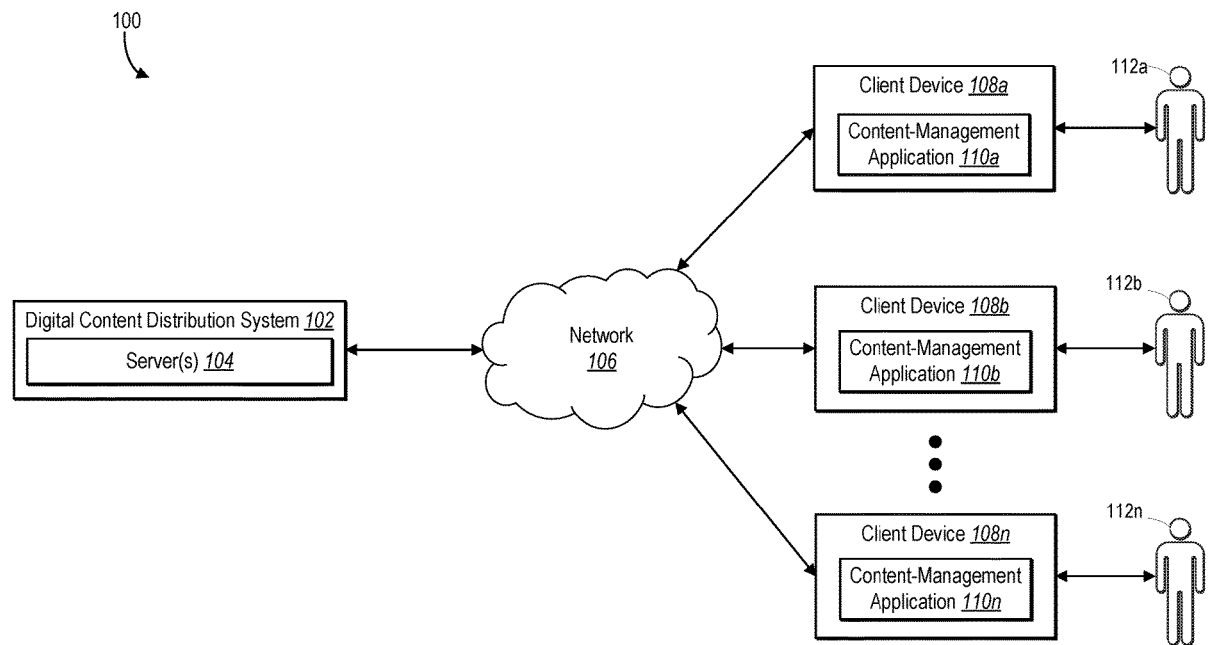 100
Digital Content Distribution System 102
Server(s) 104
Network
106
Client Device 108a
Content-Management
Application 110a
112a
Client Device 108b
Content-Management
Application 110b
112b
Client Device 108n
Content-Management
Application 110n
112n